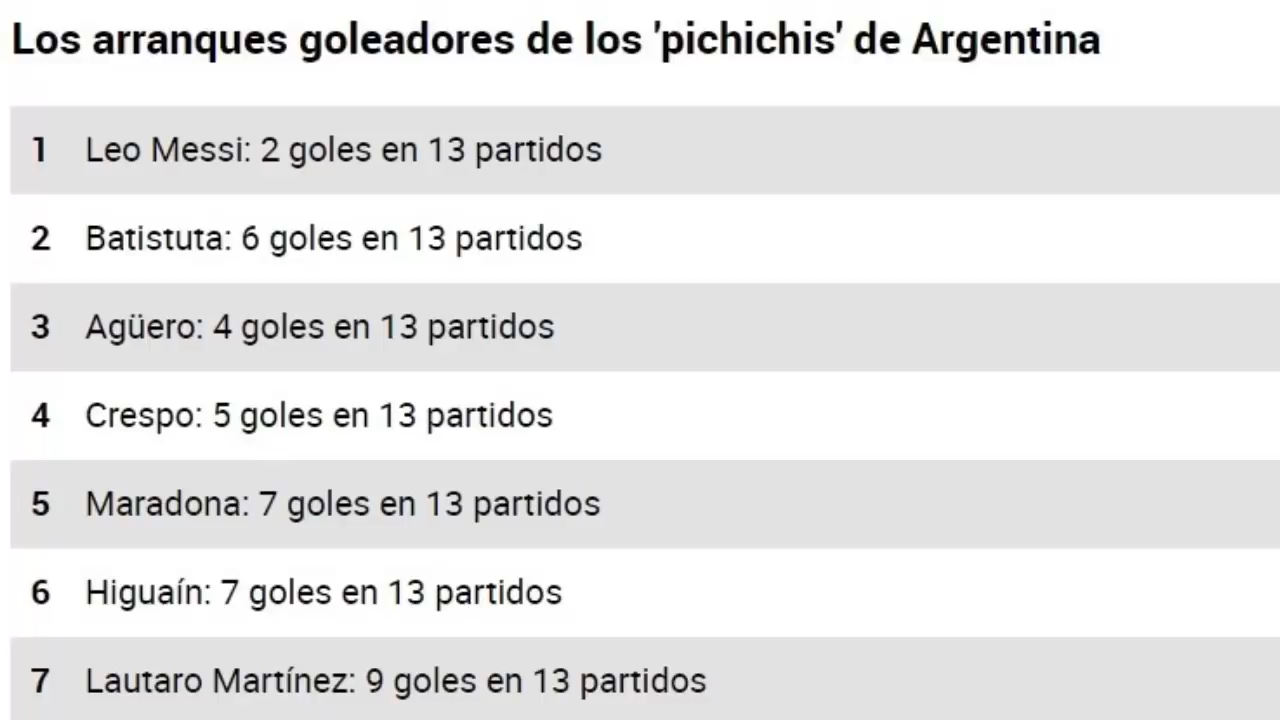 Los arranques goleadores de los 'pichichis' de Argentina
1 Leo Messi: 2 goles en 13 partidos
2 Batistuta: 6 goles en 13 partidos
3 Agüero: 4 goles en 13 partidos
4 Crespo: 5 goles en 13 partidos
5 Maradona: 7 goles en 13 partidos
6 Higuaín: 7 goles en 13 partidos
7 Lautaro Martínez: 9 goles en 13 partidos